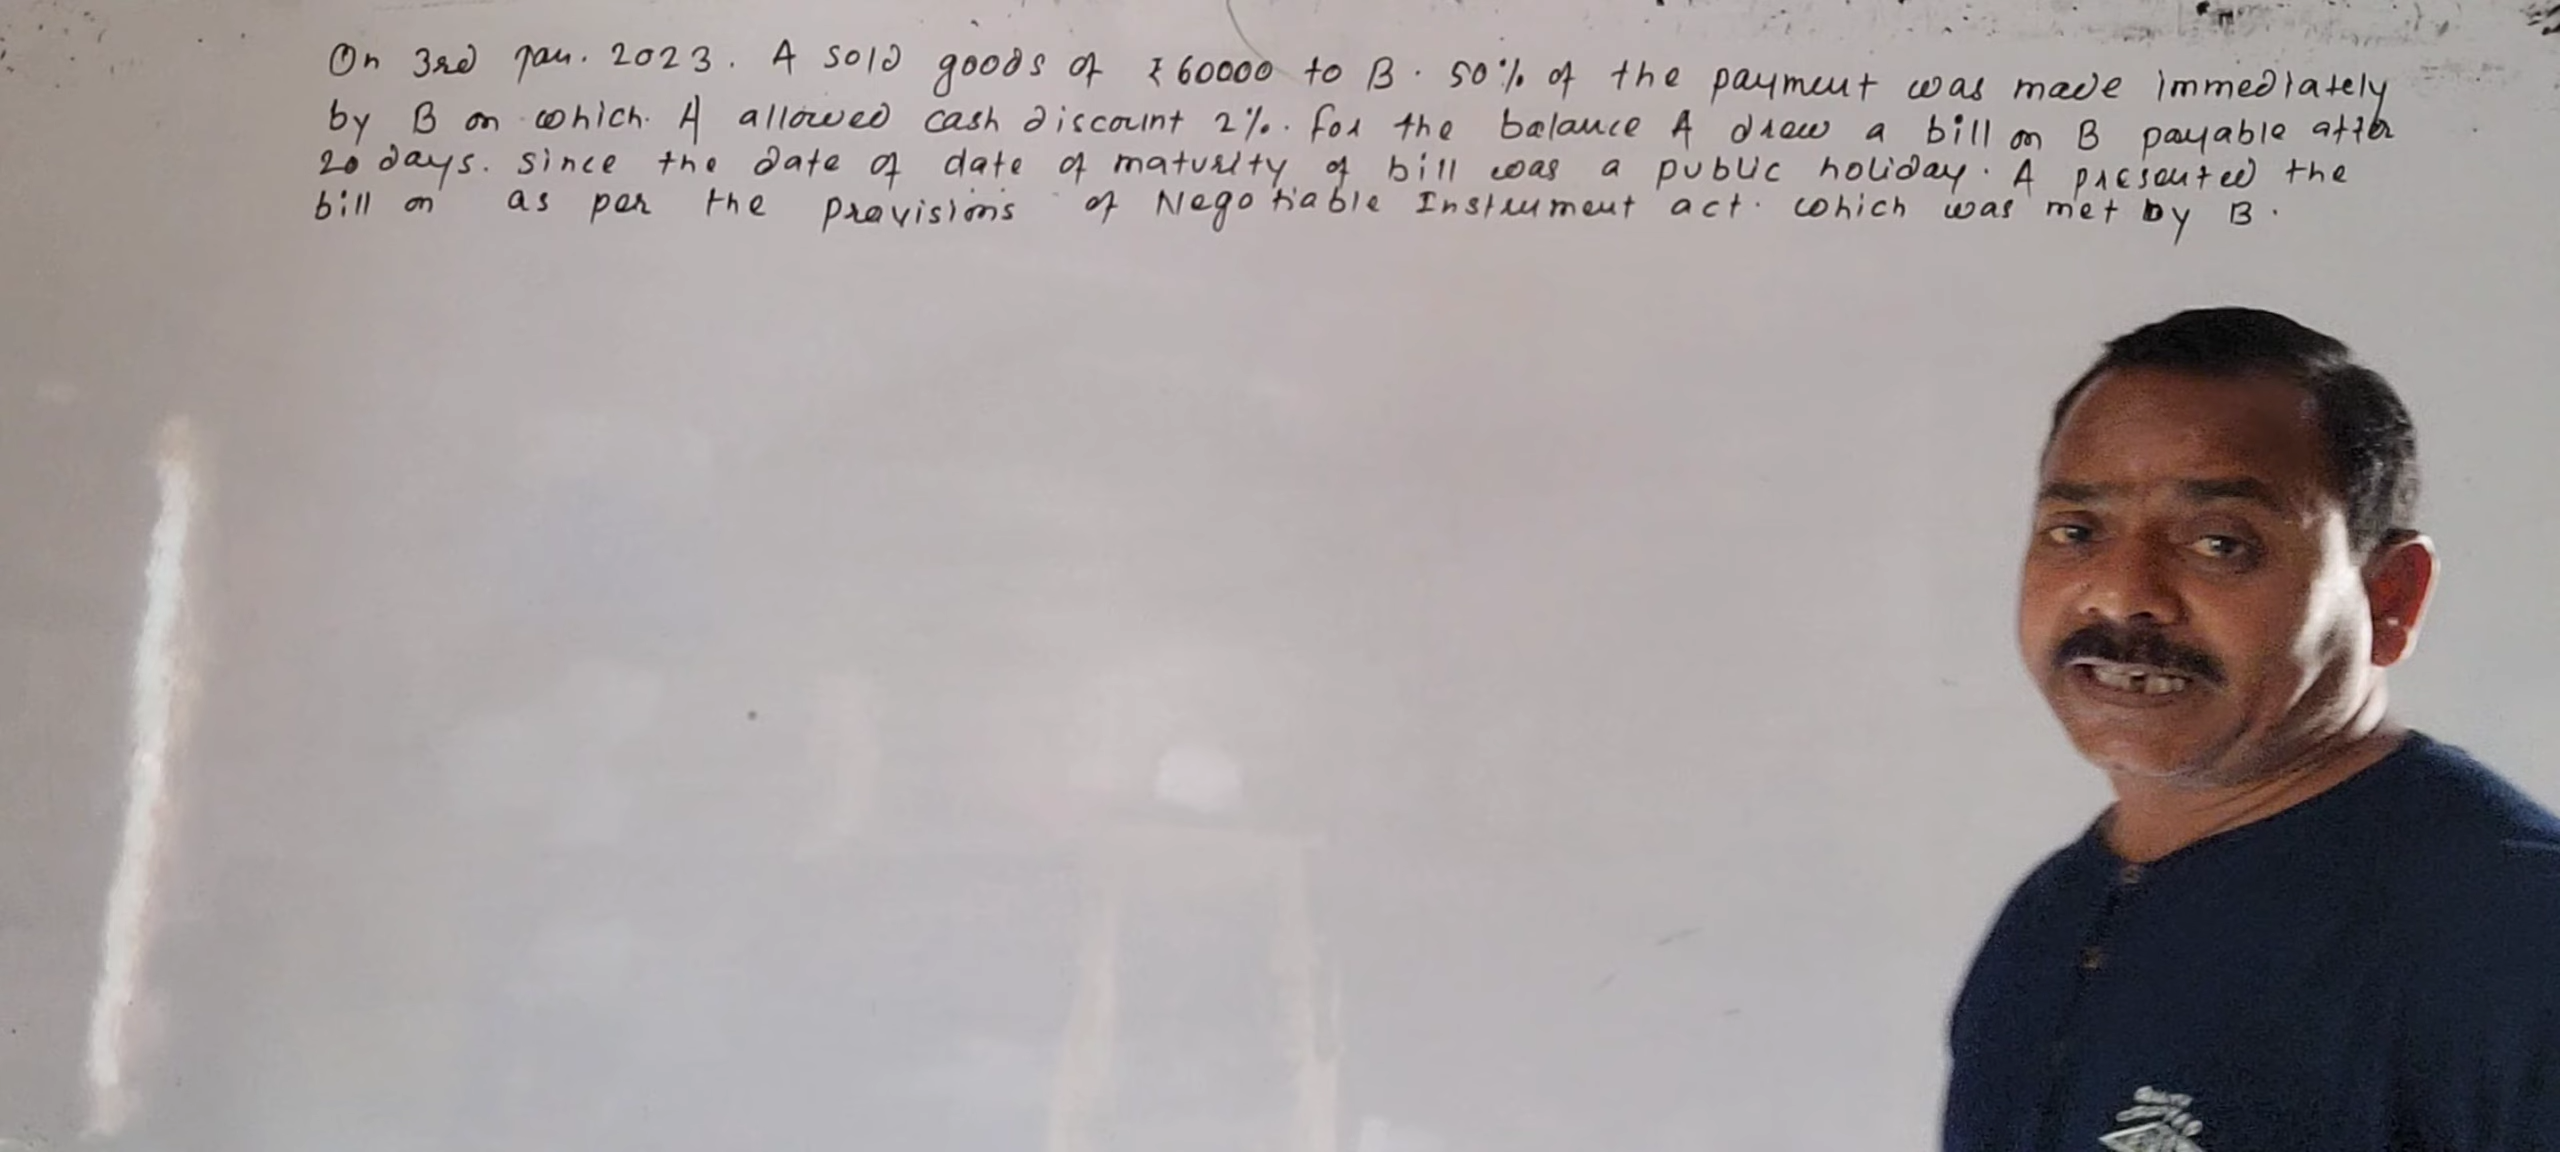 On 3rd Jan. 2023. A sold goods of ₹60000 to B. 50% of the payment was made immediately
by B on which. A allowed cash discount 2%. for the balance A drew a bill on B payable after
20 days. since the date of date of maturity of bill was a public holiday. A presented the
bill on as per the provisions of Negotiable Instrument act. which was met by B.